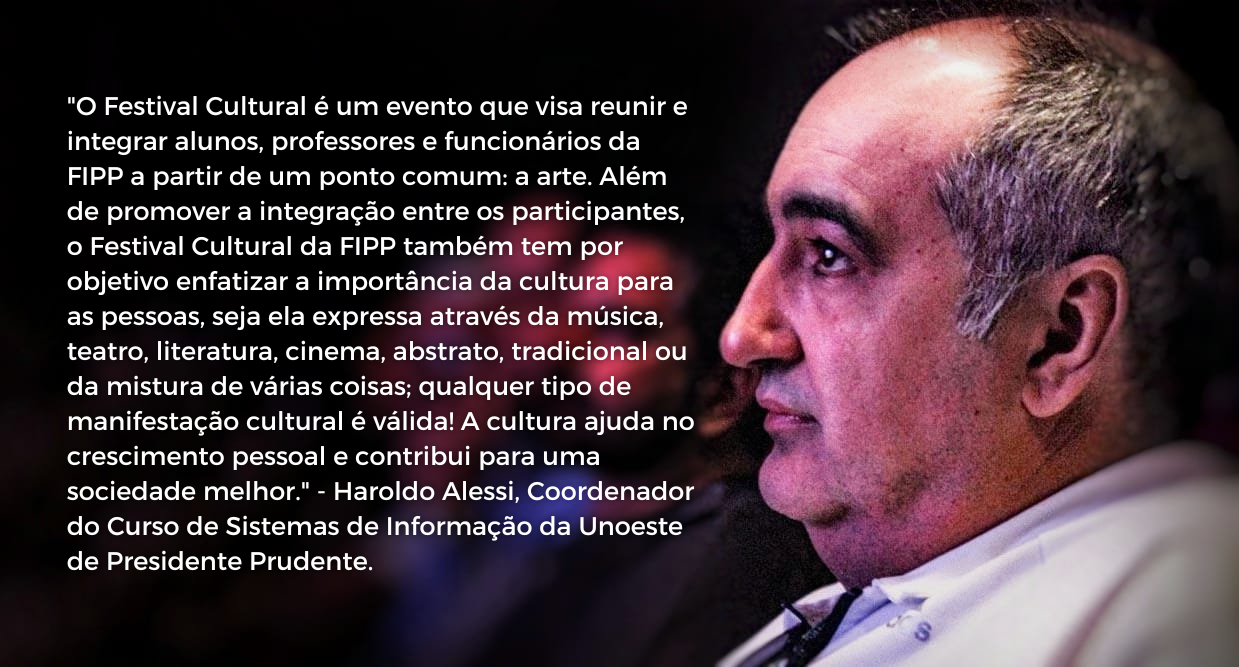 "O Festival Cultural é um evento que visa reunir e
integrar alunos, professores e funcionários da
FIPP a partir de um ponto comum: a arte. Além
de promover a integração entre os participantes,
o Festival Cultural da FIPP também tem por
objetivo enfatizar a importância da cultura para
as pessoas, seja ela expressa através da música,
teatro, literatura, cinema, abstrato, tradicional ou
da mistura de várias coisas; qualquer tipo de
manifestação cultural é válida! A cultura ajuda no
crescimento pessoal e contribui para uma
sociedade melhor." - Haroldo Alessi, Coordenador
do Curso de Sistemas de Informação da Unoeste
de Presidente Prudente.